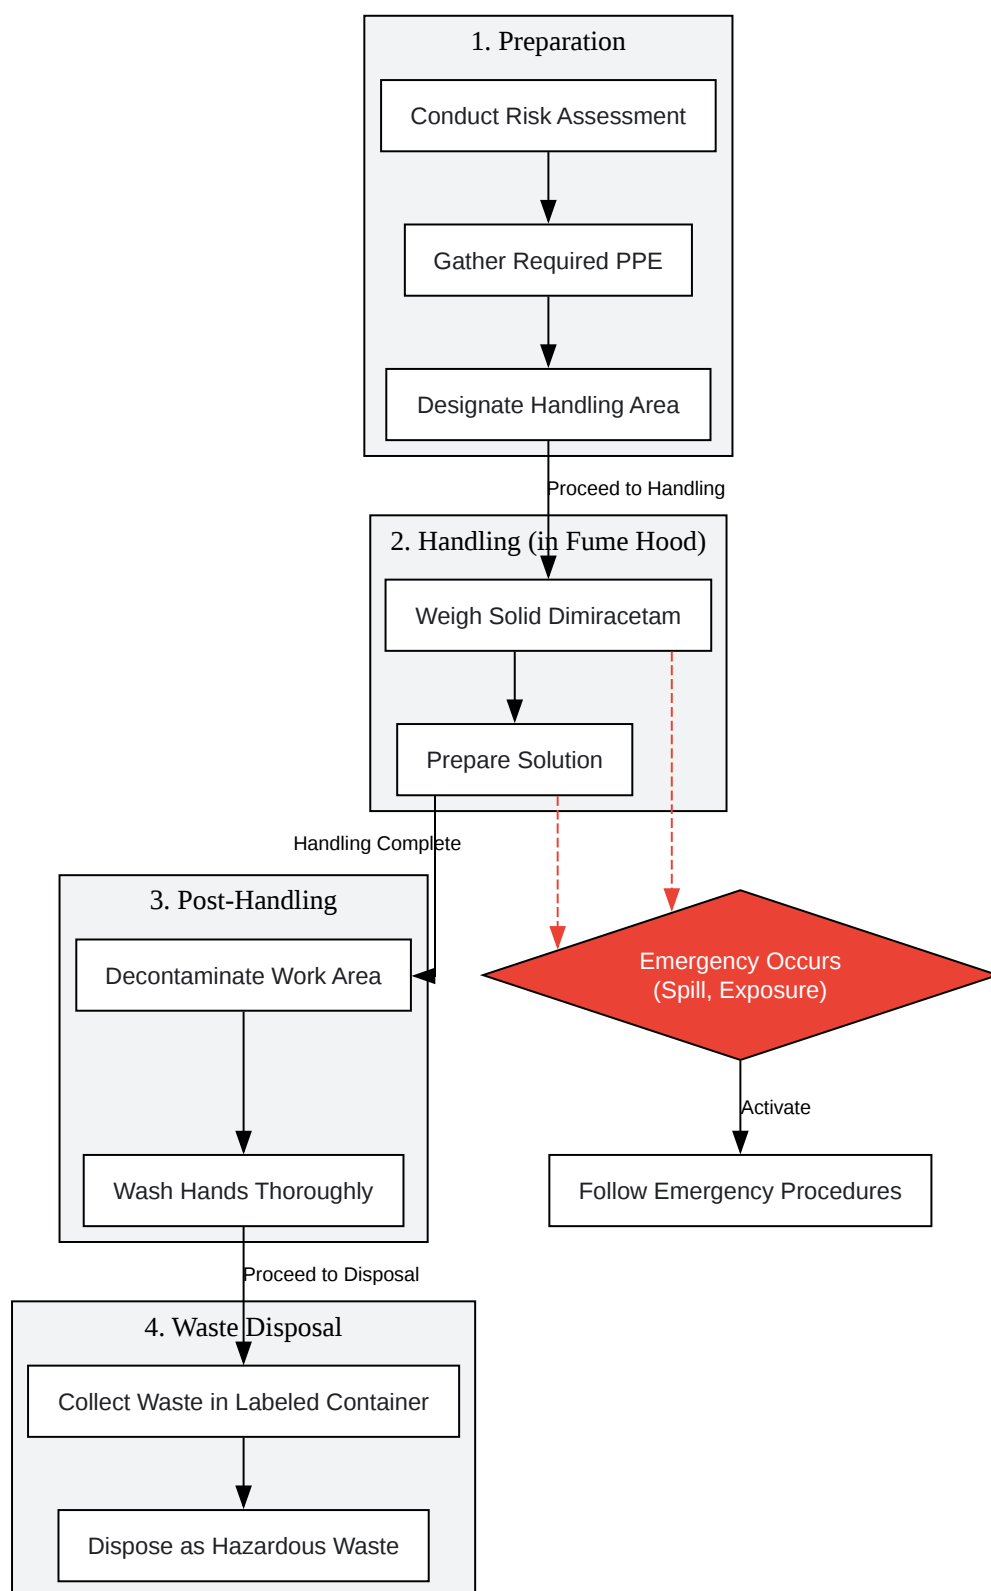 1. Preparation
Conduct Risk Assessment
Gather Required PPE
Designate Handling Area
Proceed to Handling
2. Handling (in Fume Hood)
Weigh Solid Dimiracetam
Prepare Solution
Handling Complete
3. Post-Handling
Decontaminate Work Area
Emergency Occurs
(Spill, Exposure)
Activate
Wash Hands Thoroughly
Follow Emergency Procedures
Proceed to Disposal
4. Waste Disposal
Collect Waste in Labeled Container
Dispose as Hazardous Waste